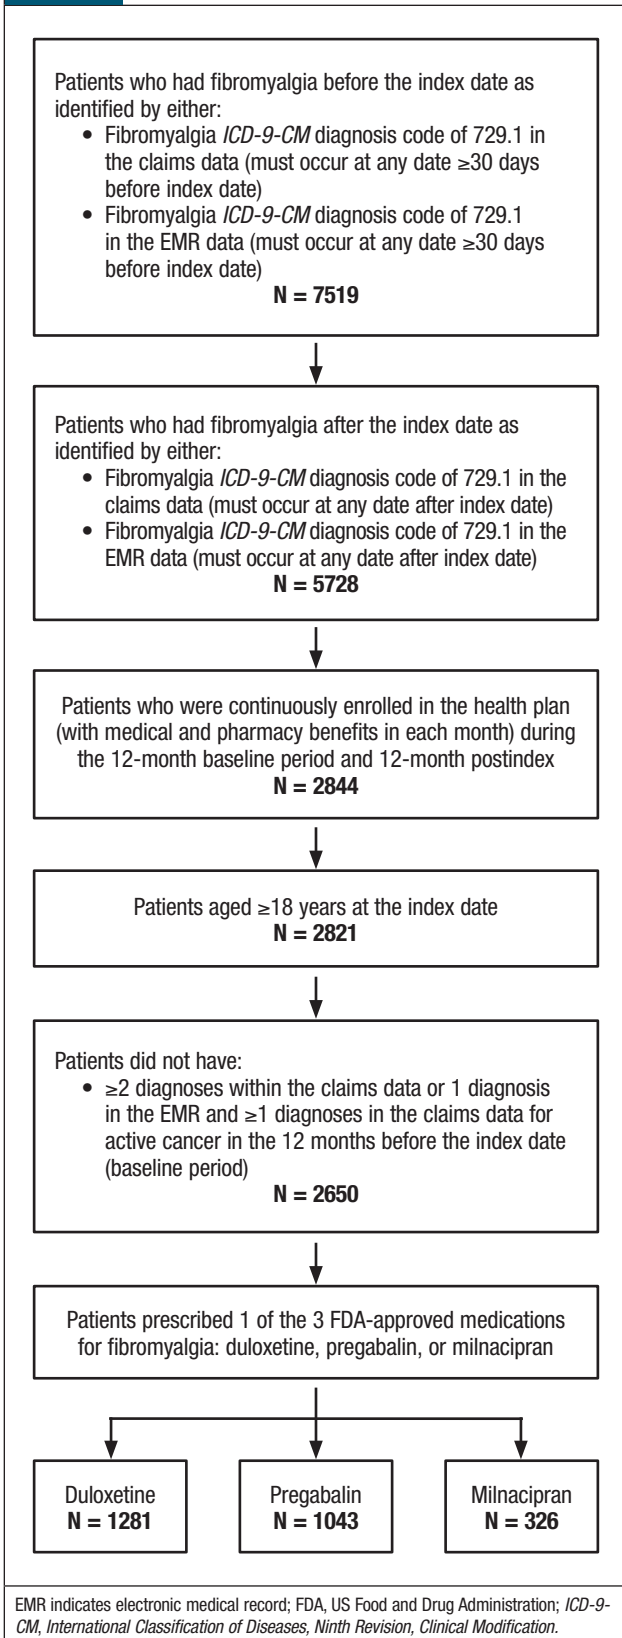 Patients who had fibromyalgia before the index date as
identified by either:
• Fibromyalgia ICD-9-CM diagnosis code of 729.1 in
the claims data (must occur at any date ≥30 days
before index date)
• Fibromyalgia ICD-9-CM diagnosis code of 729.1
in the EMR data (must occur at any date ≥30 days
before index date)
N = 7519
Patients who had fibromyalgia after the index date as
identified by either:
• Fibromyalgia ICD-9-CM diagnosis code of 729.1 in the
claims data (must occur at any date after index date)
• Fibromyalgia ICD-9-CM diagnosis code of 729.1 in the
EMR data (must occur at any date after index date)
N = 5728
Patients who were continuously enrolled in the health plan
(with medical and pharmacy benefits in each month) during
the 12-month baseline period and 12-month postindex
N = 2844
Patients aged ≥18 years at the index date
N = 2821
Patients did not have:
• ≥2 diagnoses within the claims data or 1 diagnosis
in the EMR and ≥1 diagnoses in the claims data for
active cancer in the 12 months before the index date
(baseline period)
N = 2650
Patients prescribed 1 of the 3 FDA-approved medications
for fibromyalgia: duloxetine, pregabalin, or milnacipran
Duloxetine
N = 1281
Pregabalin
N = 1043
Milnacipran
N = 326
EMR indicates electronic medical record; FDA, US Food and Drug Administration; ICD-9-
CM, International Classification of Diseases, Ninth Revision, Clinical Modification.